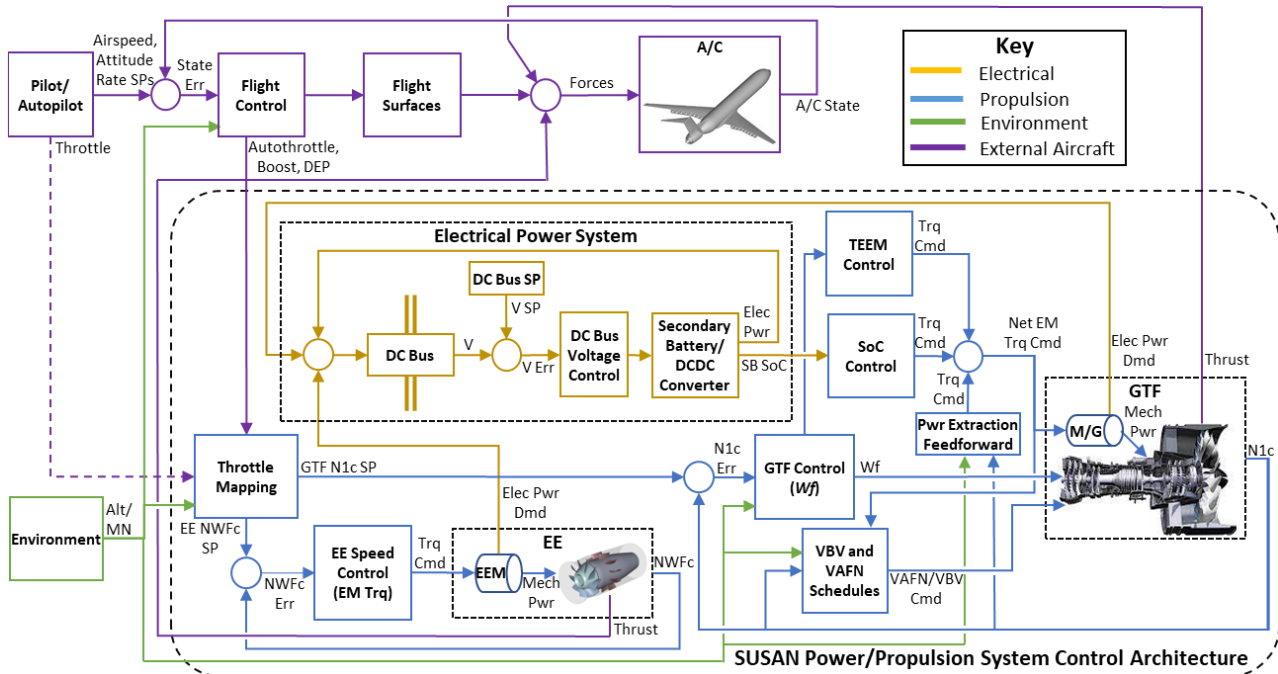 Airspeed,
Attitude
Rate SPs
State
Err
Pilot/
Autopilot
Flight
Control
Flight
Surfaces
Forces
A/C
A/C State
Key
Electrical
Propulsion
Environment
External Aircraft
Throttle
Autothrottle,
Boost, DEP
Electrical Power System
DC Bus SP
V SP
DC Bus
V
V Err
DC Bus
Voltage
Control
Secondary
Battery/
DCDC
Converter
Elec
Pwr
SB SoC
TEEM
Control
Trq
Cmd
SoC
Control
Trq
Cmd
Net EM
Trq Cmd
Trq
Cmd
Pwr Extraction
Feedforward
Elec Pwr
Dmd
Thrust
GTF
M/G
Mech
Pwr
N1c
Throttle
Mapping
GTF N1c SP
N1c
Err
GTF Control
(Wf)
Wf
Environment
Alt/
MN
EE NWFc
SP
NWFc
Err
EE Speed
Control
(EM Trq)
Trq
Cmd
Elec Pwr
Dmd
EE
EEM
Mech
Pwr
NWFc
Thrust
VBV and
VAFN
Schedules
VAFN/VBV
Cmd
SUSAN Power/Propulsion System Control Architecture